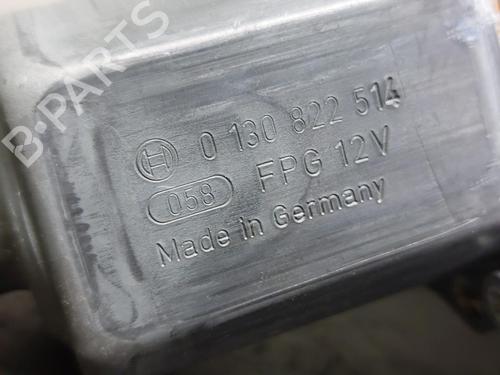 B-PARTS
0 130 822 514
058 FPG 12V
Made in Germany